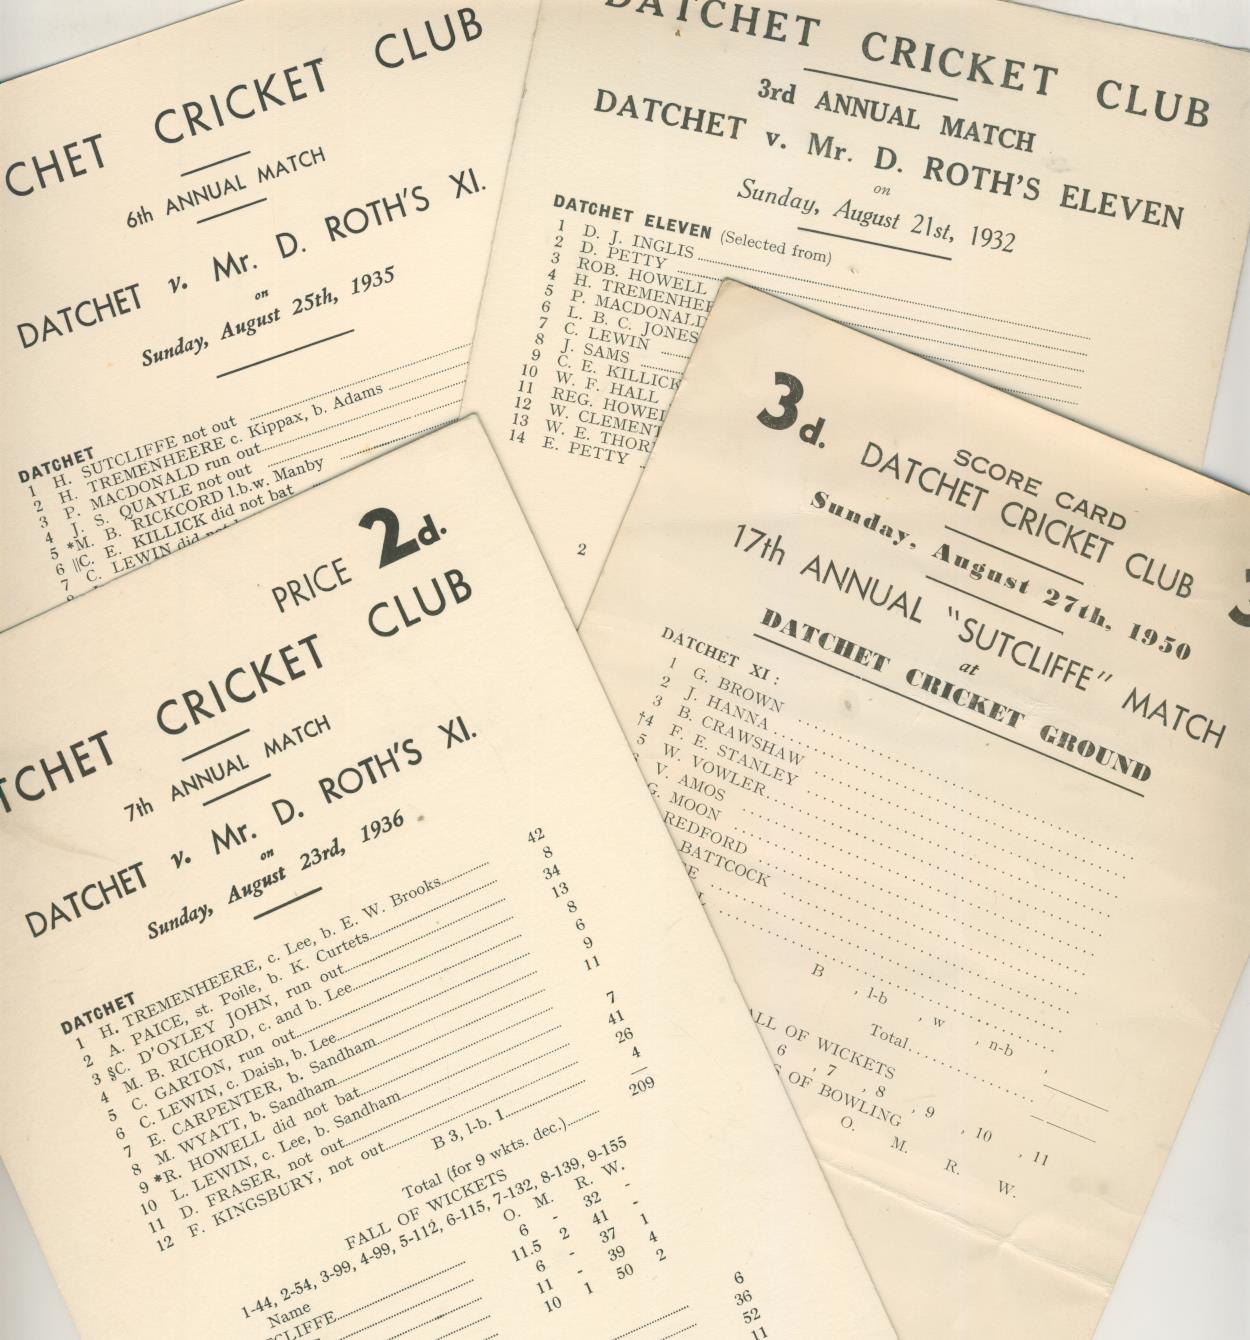 CHET CRICKET CLUB
6th ANNUAL MATCH
DATCHET v. Mr. D. ROTH'S XI.
on
Sunday, August 25th, 1935
DATCHET
1 H. SUTCLIFFE not out
2 H. TREMENHEERE c. Kippax, b. Adams
3 P. MACDONALD run out
4 J. S. QUAYLE not out
5 *M. B. RICKCORD l.b.w. Manby
6 ||C. E. KILLICK did not bat
7 C. LEWIN did not
DATCHET CRICKET CLUB
3rd ANNUAL MATCH
DATCHET v. Mr. D. ROTH'S ELEVEN
on
Sunday, August 21st, 1932
DATCHET ELEVEN (Selected from)
1 D. J. INGLIS
2 D. PETTY
3 ROB. HOWELL
4 H. TREMENHEE
5 P. MACDONALD
6 L. B. C. JONES
7 C. LEWIN
8 J. SAMS
9 C. E. KILLICK
10 W. F. HALL
11 REG. HOWEL
12 W. CLEMENT
13 W. E. THOR
14 E. PETTY
2
PRICE 2d.
TCHET CRICKET CLUB
7th ANNUAL MATCH
DATCHET v. Mr. D. ROTH'S XI.
on
Sunday, August 23rd, 1936
DATCHET
1 H. TREMENHEERE, c. Lee, b. E. W. Brooks 42
2 A. PAICE, st. Poile, b. K. Curtets 8
3 §C. D'OYLEY JOHN, run out 34
4 M. B. RICHORD, c. and b. Lee 13
5 C. GARTON, run out 8
6 C. LEWIN, c. Daish, b. Lee 6
7 E. CARPENTER, b. Sandham 9
8 M. WYATT, b. Sandham 11
9 *R. HOWELL did not bat
10 L. LEWIN, c. Lee, b. Sandham 7
11 D. FRASER, not out 41
12 F. KINGSBURY, not out 26
B 3, l-b. 1 4
Total (for 9 wkts. dec.) 209
FALL OF WICKETS
1-44, 2-54, 3-99, 4-99, 5-112, 6-115, 7-132, 8-139, 9-155
Name O. M. R. W.
CLIFFE 6 - 32 -
11.5 2 41 -
6 - 37 1
11 - 39 4
10 1 50 2
6
36
52
11
3d. SCORE CARD 3
DATCHET CRICKET CLUB
Sunday, August 27th, 1950
17th ANNUAL "SUTCLIFFE" MATCH
at
DATCHET CRICKET GROUND
DATCHET XI:
1 G. BROWN
2 J. HANNA
3 B. CRAWSHAW
†4 F. E. STANLEY
5 W. VOWLER
V. AMOS
G. MOON
REDFORD
BATTCOCK
B , l-b , w , n-b ,
Total
ALL OF WICKETS
6 , 7 , 8 , 9 , 10 , 11
S OF BOWLING
O. M. R. W.